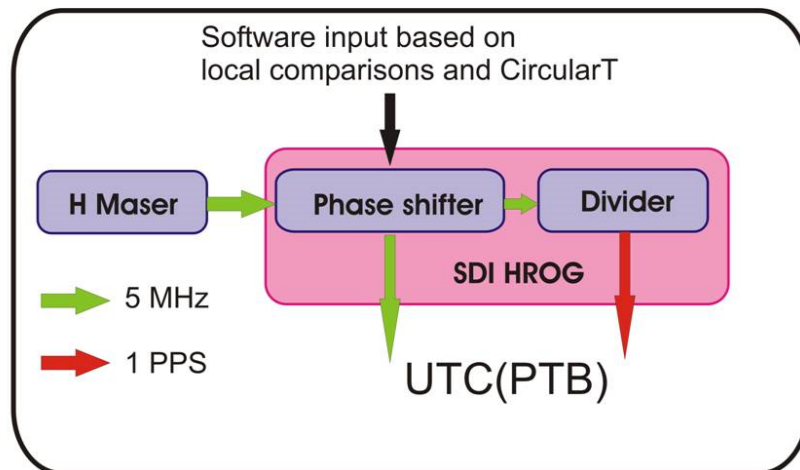 Software input based on
local comparisons and CircularT
H Maser
Phase shifter
Divider
SDI HROG
5 MHz
1 PPS
UTC(PTB)